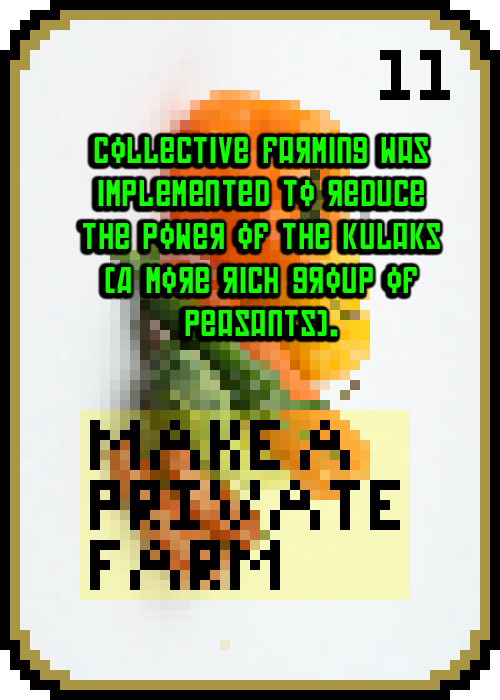 11
COLLECTIVE FARMING WAS
IMPLEMENTED TO REDUCE
THE POWER OF THE KULAKS
(A MORE RICH GROUP OF
PEASANTS).
MAKE A
PRIVATE
FARM